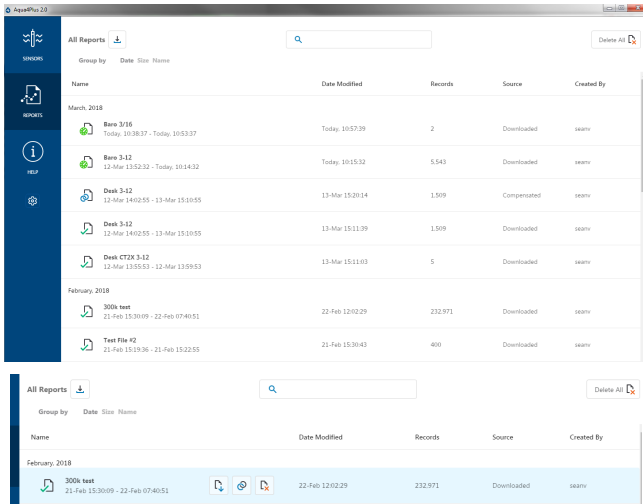 Aqua4Plus 2.0
SENSORS
REPORTS
HELP
All Reports
Delete All
Group by Date Size Name
Name Date Modified Records Source Created By
March, 2018
Baro 3/16
Today, 10:38:37 - Today, 10:53:37 Today, 10:57:39 2 Downloaded seanv
Baro 3-12
12-Mar 13:52:32 - Today, 10:14:32 Today, 10:15:32 5,543 Downloaded seanv
Desk 3-12
12-Mar 14:02:55 - 13-Mar 15:10:55 13-Mar 15:20:14 1,509 Compensated seanv
Desk 3-12
12-Mar 14:02:55 - 13-Mar 15:10:55 13-Mar 15:11:39 1,509 Downloaded seanv
Desk CT2X 3-12
12-Mar 13:55:53 - 12-Mar 13:59:53 13-Mar 15:11:03 5 Downloaded seanv
February, 2018
300k test
21-Feb 15:30:09 - 22-Feb 07:40:51 22-Feb 12:02:29 232,971 Downloaded seanv
Test File #2
21-Feb 15:19:36 - 21-Feb 15:22:55 21-Feb 15:30:43 400 Downloaded seanv
All Reports
Delete All
Group by Date Size Name
Name Date Modified Records Source Created By
February, 2018
300k test
21-Feb 15:30:09 - 22-Feb 07:40:51 22-Feb 12:02:29 232,971 Downloaded seanv